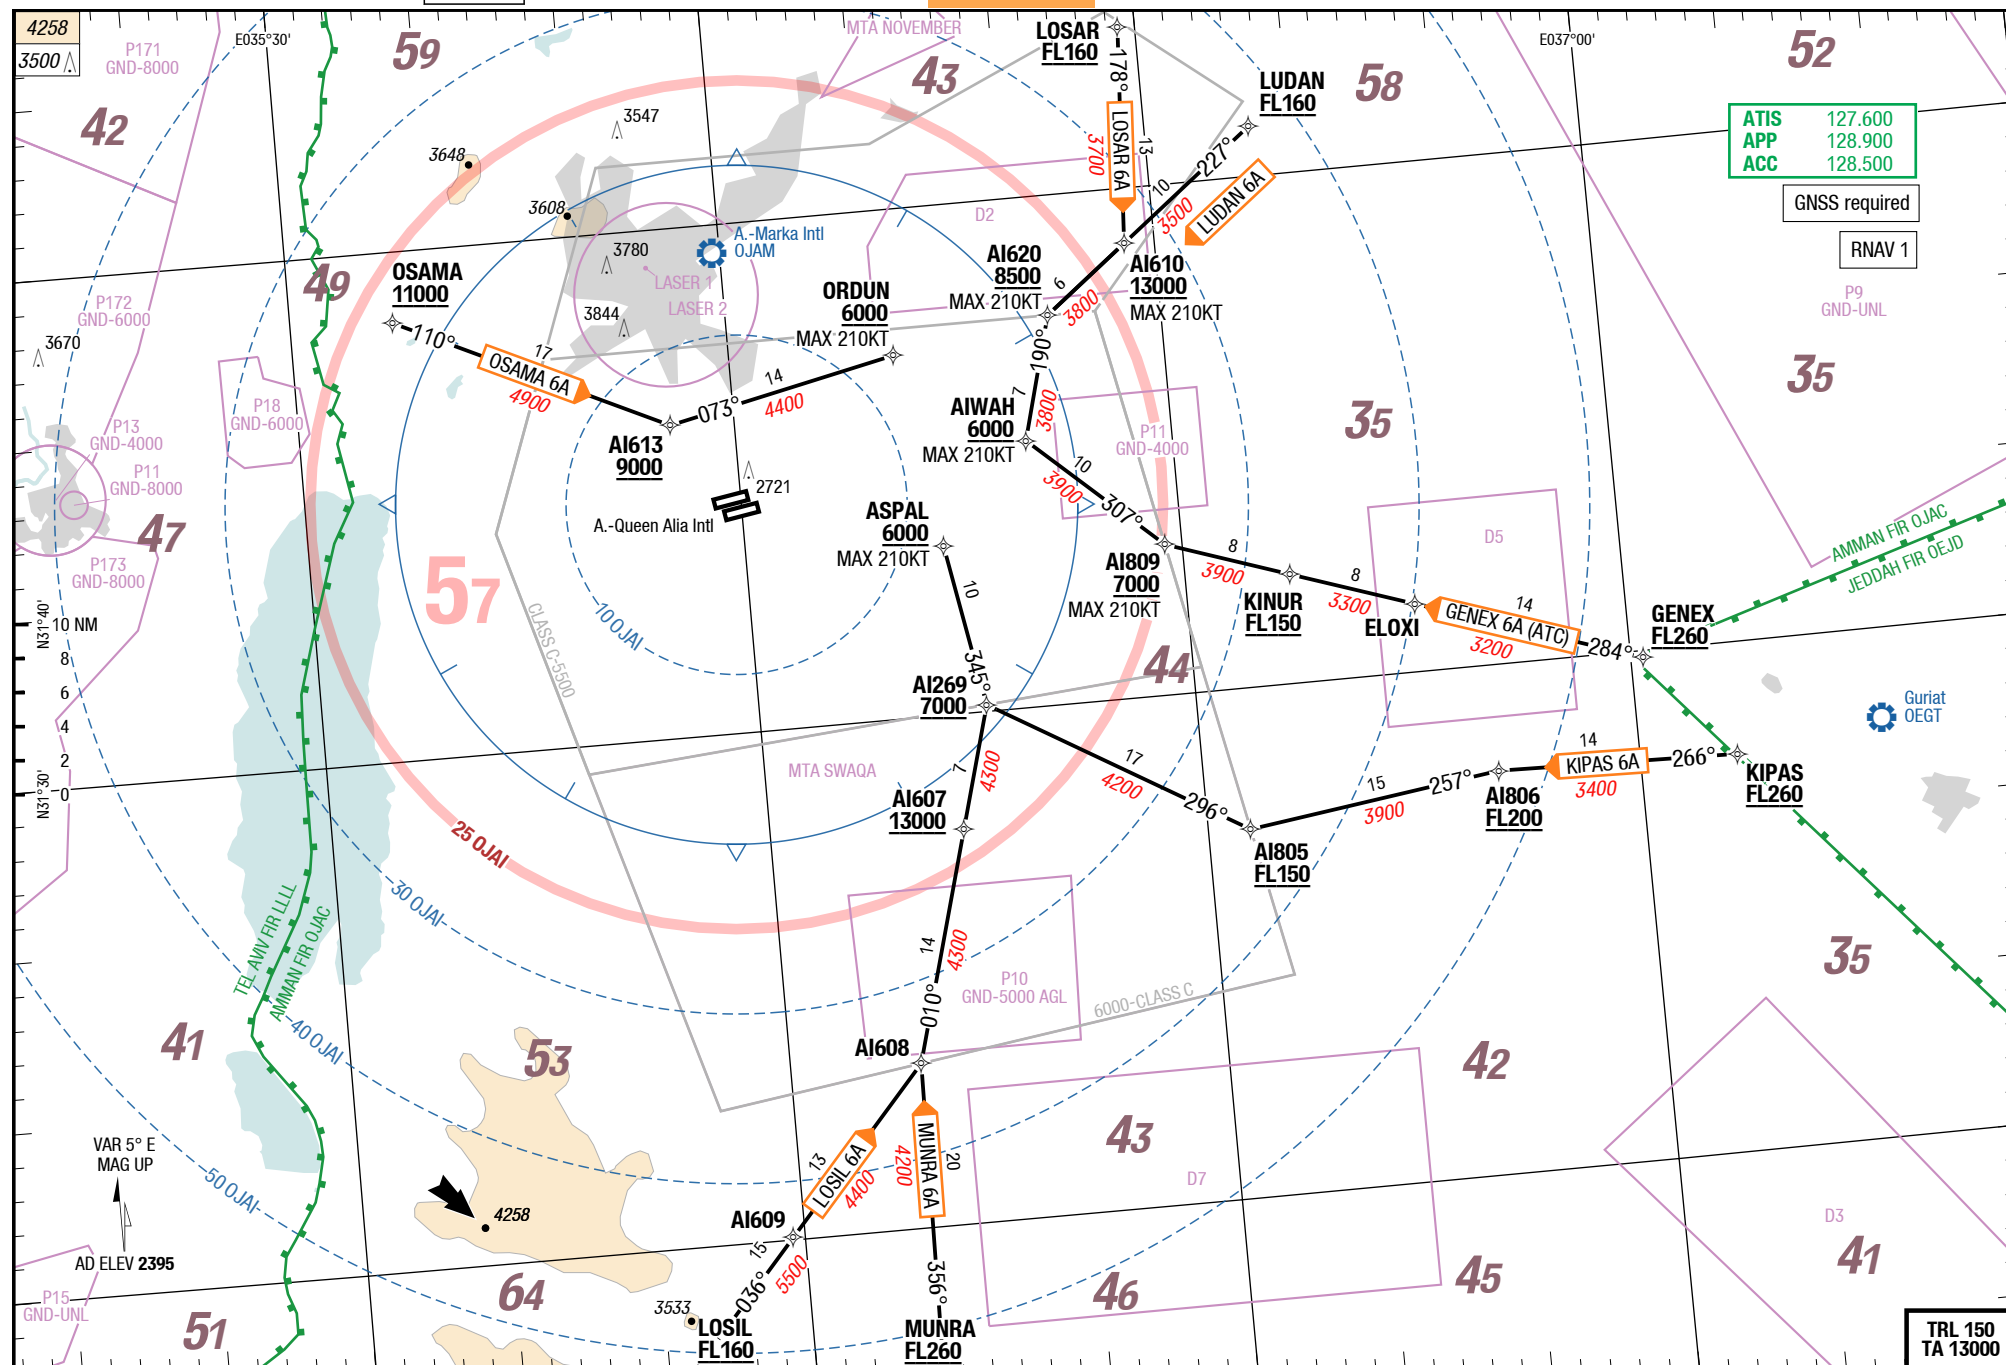 4258
3500
P171
GND-8000
E035°30'
59
MTA NOVEMBER
43
LOSAR
FL160
178°
LOSAR 6A
13
3700
LUDAN
FL160
227°
10
3500
LUDAN 6A
58
E037°00'
52
ATIS 127.600
APP 128.900
ACC 128.500
GNSS required
RNAV 1
P9
GND-UNL
35
42
3547
3648
3608
3780
LASER 1
LASER 2
3844
A.-Marka Intl
OJAM
D2
49
P172
GND-6000
3670
OSAMA
11000
110°
17
OSAMA 6A
4900
ORDUN
6000
MAX 210KT
14
073°
4400
AI613
9000
AI620
8500
MAX 210KT
6
3800
AI610
13000
MAX 210KT
190°
7
3800
AIWAH
6000
MAX 210KT
P11
GND-4000
35
P18
GND-6000
P13
GND-4000
P11
GND-8000
47
P173
GND-8000
2721
A.-Queen Alia Intl
10
3900
307°
ASPAL
6000
MAX 210KT
AI809
7000
MAX 210KT
8
3900
KINUR
FL150
8
3300
ELOXI
D5
14
GENEX 6A (ATC)
3200
284°
GENEX
FL260
AMMAN FIR OJAC
JEDDAH FIR OEJD
57
10 OJAI
CLASS C-5500
10
345°
44
N31°40'
10 NM
8
6
4
2
0
N31°30'
AI269
7000
MTA SWAQA
7
4300
AI607
13000
17
4200
296°
AI805
FL150
15
3900
257°
AI806
FL200
14
KIPAS 6A
3400
266°
KIPAS
FL260
Guriat
OEGT
25 OJAI
30 OJAI
TEL AVIV FIR LLLL
AMMAN FIR OJAC
40 OJAI
50 OJAI
14
4300
010°
P10
GND-5000 AGL
6000-CLASS C
35
41
53
AI608
42
43
D7
VAR 5° E
MAG UP
AD ELEV 2395
4258
13
LOSIL 6A
4400
AI609
15
5500
036°
MUNRA 6A
20
4200
356°
D3
41
P15
GND-UNL
51
64
3533
LOSIL
FL160
MUNRA
FL260
46
45
TRL 150
TA 13000